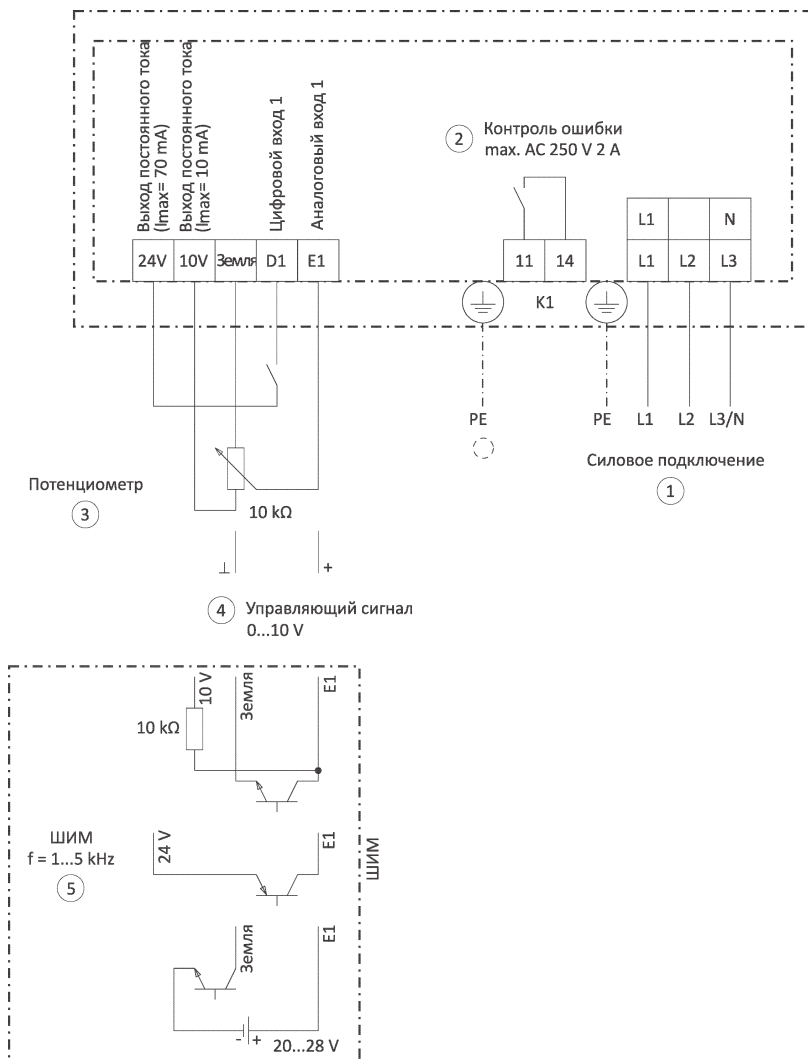 Выход постоянного тока
(Imax= 70 mA)
Выход постоянного тока
(Imax= 10 mA)
Цифровой вход 1
Аналоговый вход 1
2
Контроль ошибки
max. AC 250 V 2 A
L1
N
24V
10V
Земля
D1
E1
11
14
L1
L2
L3
K1
PE
PE
L1
L2
L3/N
Силовое подключение
1
Потенциометр
3
10 kΩ
⊥
+
4
Управляющий сигнал
0...10 V
10 V
Земля
E1
10 kΩ
ШИМ
f = 1...5 kHz
5
24 V
E1
ШИМ
Земля
E1
- +
20...28 V